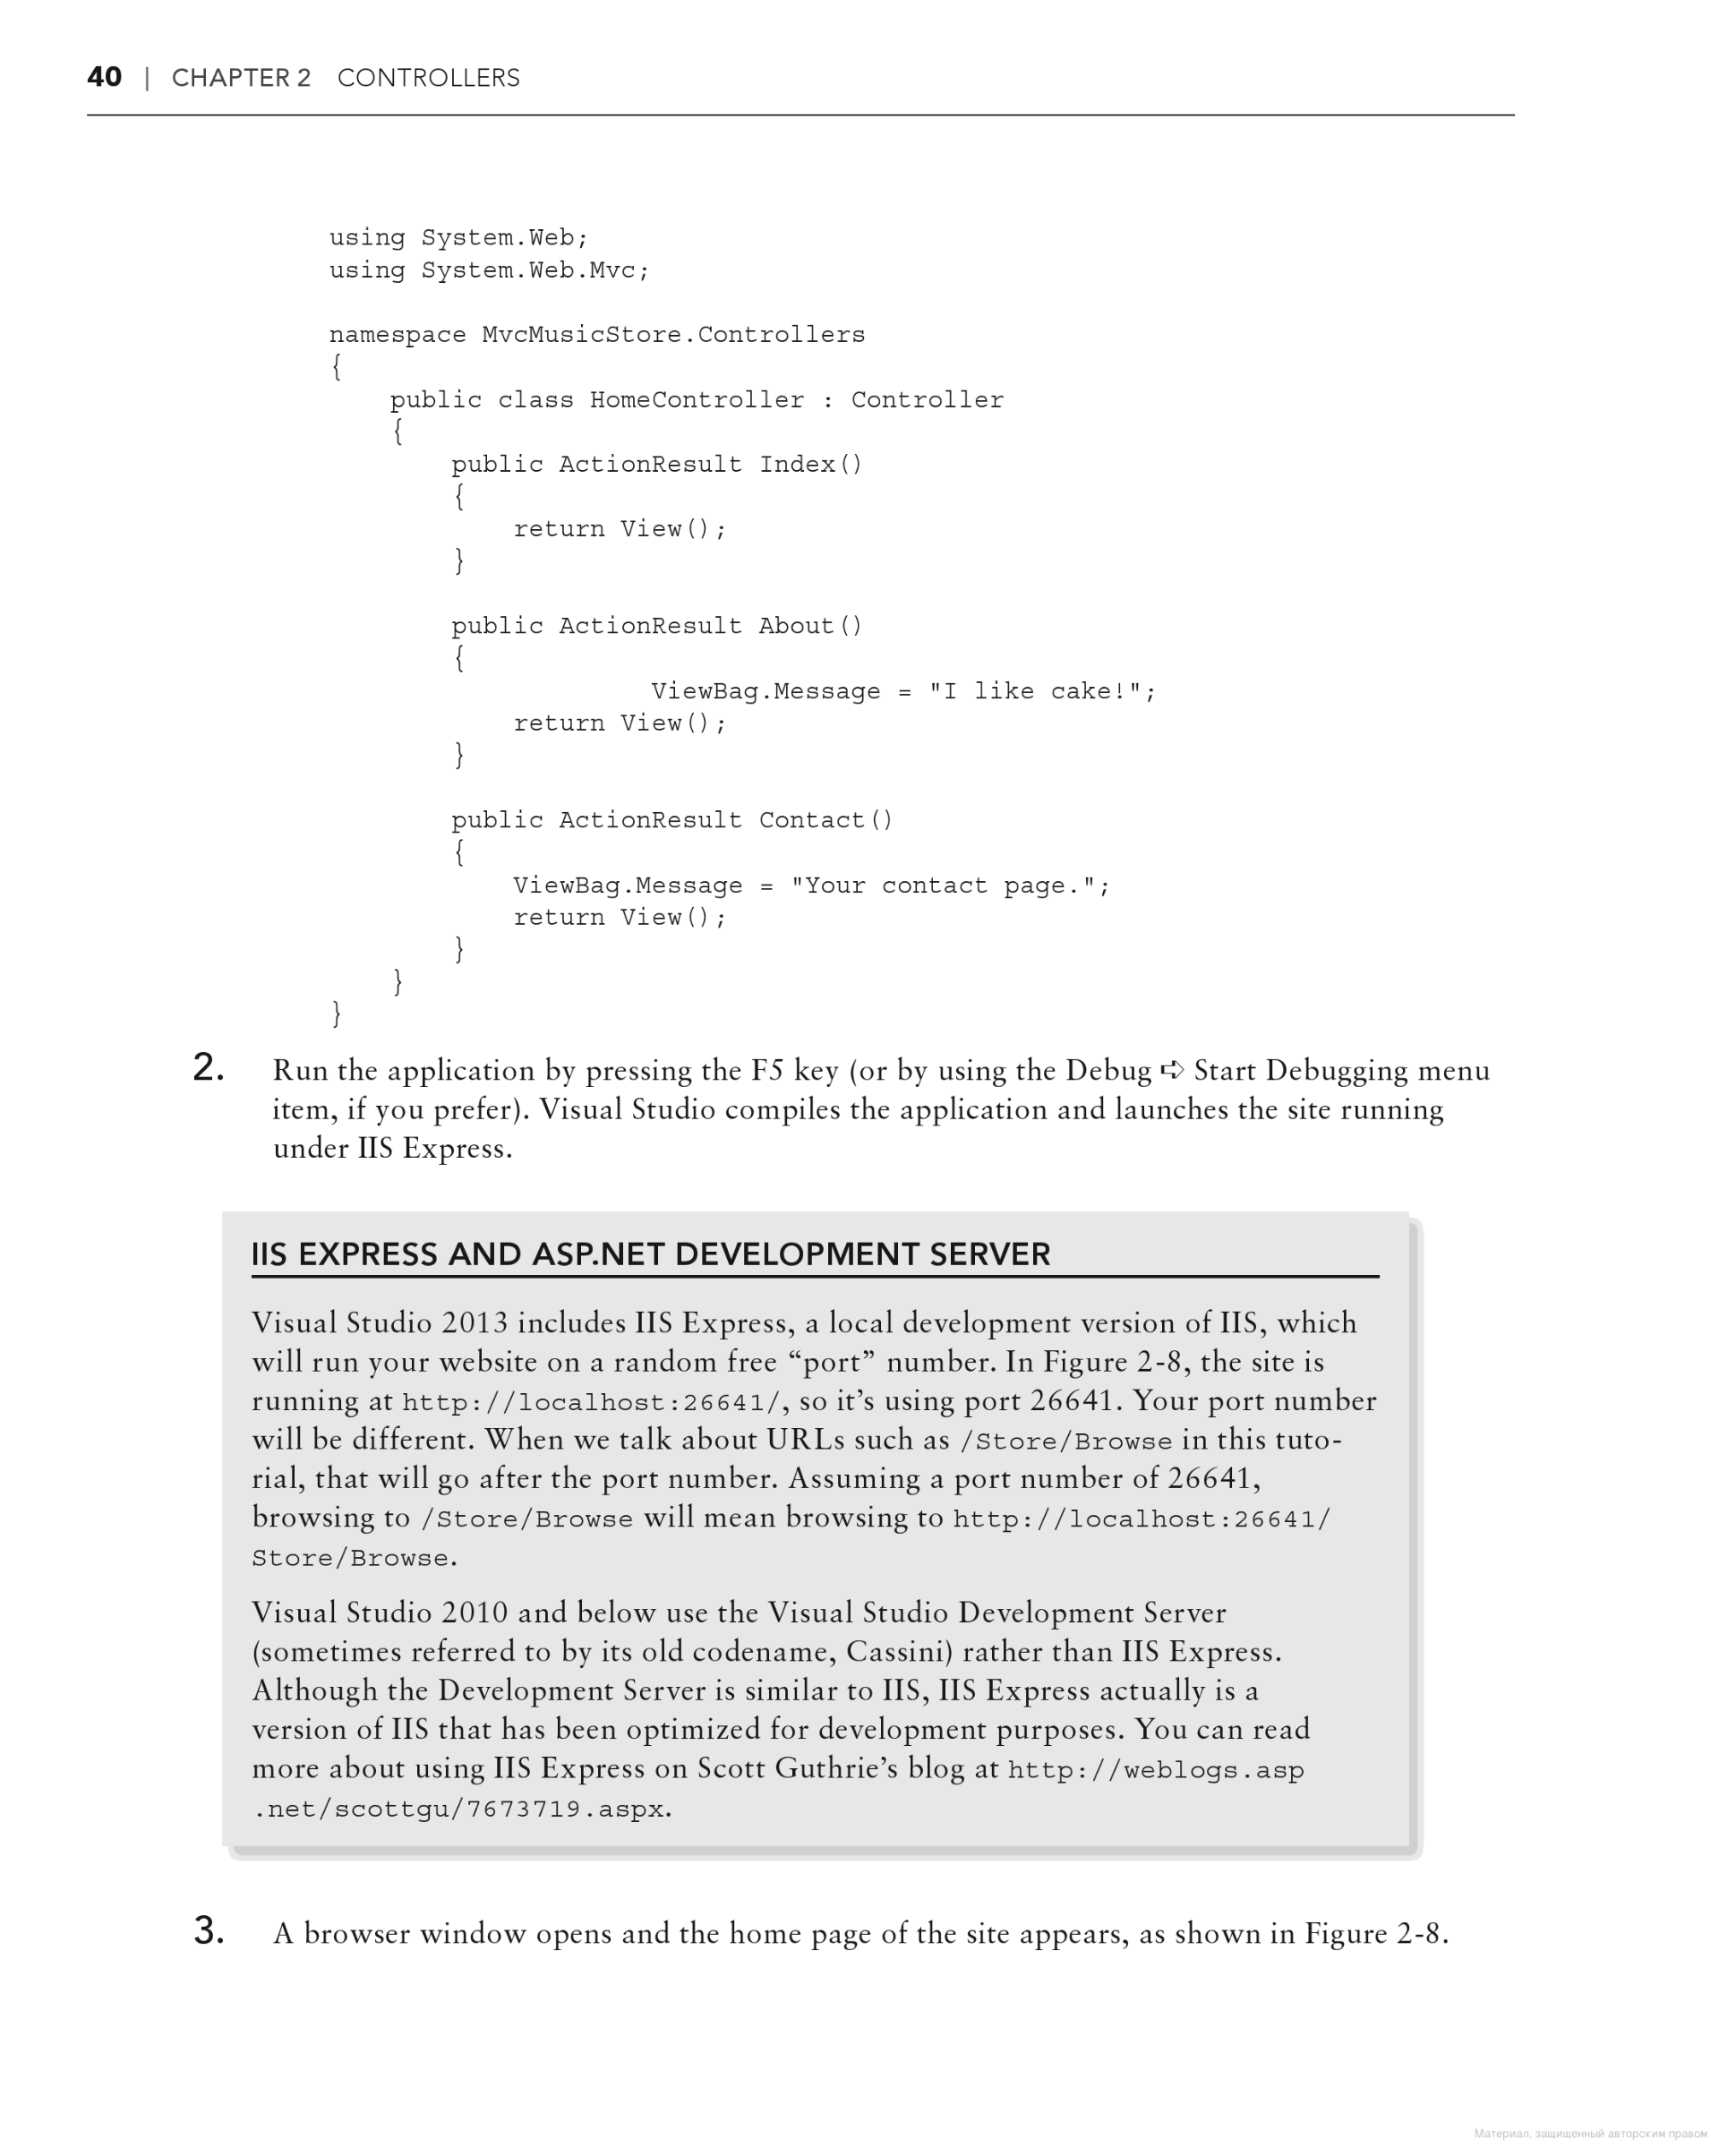 40 | CHAPTER 2 CONTROLLERS
using System.Web;
using System.Web.Mvc;
namespace MvcMusicStore.Controllers
{
    public class HomeController : Controller
    {
        public ActionResult Index()
        {
            return View();
        }
        public ActionResult About()
        {
                     ViewBag.Message = "I like cake!";
            return View();
        }
        public ActionResult Contact()
        {
            ViewBag.Message = "Your contact page.";
            return View();
        }
    }
}
2. Run the application by pressing the F5 key (or by using the Debug ➪ Start Debugging menu
item, if you prefer). Visual Studio compiles the application and launches the site running
under IIS Express.
IIS EXPRESS AND ASP.NET DEVELOPMENT SERVER
Visual Studio 2013 includes IIS Express, a local development version of IIS, which
will run your website on a random free “port” number. In Figure 2-8, the site is
running at http://localhost:26641/, so it’s using port 26641. Your port number
will be different. When we talk about URLs such as /Store/Browse in this tuto-
rial, that will go after the port number. Assuming a port number of 26641,
browsing to /Store/Browse will mean browsing to http://localhost:26641/
Store/Browse.
Visual Studio 2010 and below use the Visual Studio Development Server
(sometimes referred to by its old codename, Cassini) rather than IIS Express.
Although the Development Server is similar to IIS, IIS Express actually is a
version of IIS that has been optimized for development purposes. You can read
more about using IIS Express on Scott Guthrie’s blog at http://weblogs.asp
.net/scottgu/7673719.aspx.
3. A browser window opens and the home page of the site appears, as shown in Figure 2-8.
Материал, защищенный авторским правом